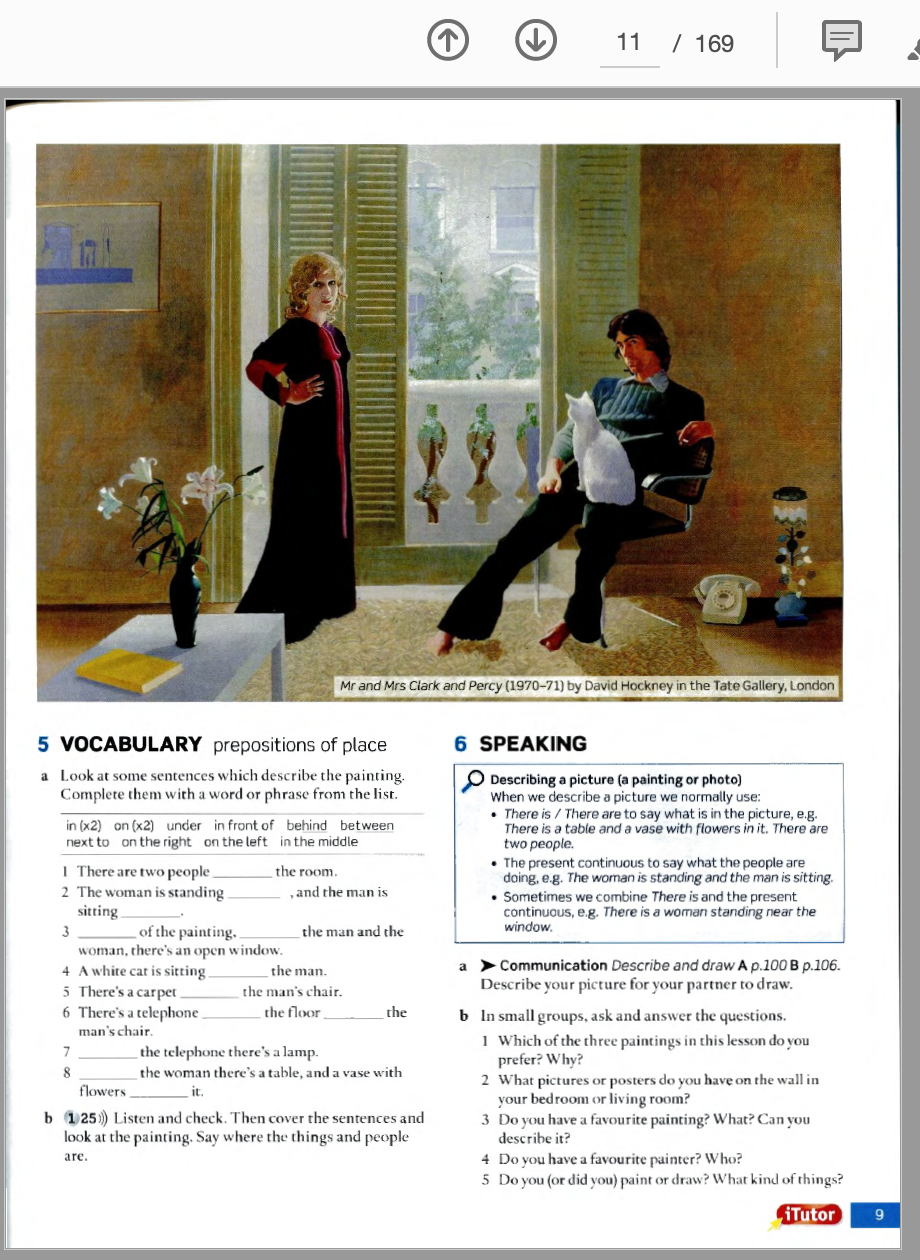 11 / 169
Mr and Mrs Clark and Percy (1970–71) by David Hockney in the Tate Gallery, London
5 VOCABULARY prepositions of place
a Look at some sentences which describe the painting.
Complete them with a word or phrase from the list.
in (x2) on (x2) under in front of behind between
next to on the right on the left in the middle
1 There are two people ________ the room.
2 The woman is standing ________ , and the man is
sitting ________.
3 ________ of the painting, ________ the man and the
woman, there's an open window.
4 A white cat is sitting ________ the man.
5 There's a carpet ________ the man's chair.
6 There's a telephone ________ the floor ________ the
man's chair.
7 ________ the telephone there's a lamp.
8 ________ the woman there's a table, and a vase with
flowers ________ it.
b 1 25))) Listen and check. Then cover the sentences and
look at the painting. Say where the things and people
are.
6 SPEAKING
Describing a picture (a painting or photo)
When we describe a picture we normally use:
• There is / There are to say what is in the picture, e.g.
There is a table and a vase with flowers in it. There are
two people.
• The present continuous to say what the people are
doing, e.g. The woman is standing and the man is sitting.
• Sometimes we combine There is and the present
continuous, e.g. There is a woman standing near the
window.
a ➤ Communication Describe and draw A p.100 B p.106.
Describe your picture for your partner to draw.
b In small groups, ask and answer the questions.
1 Which of the three paintings in this lesson do you
prefer? Why?
2 What pictures or posters do you have on the wall in
your bedroom or living room?
3 Do you have a favourite painting? What? Can you
describe it?
4 Do you have a favourite painter? Who?
5 Do you (or did you) paint or draw? What kind of things?
iTutor 9